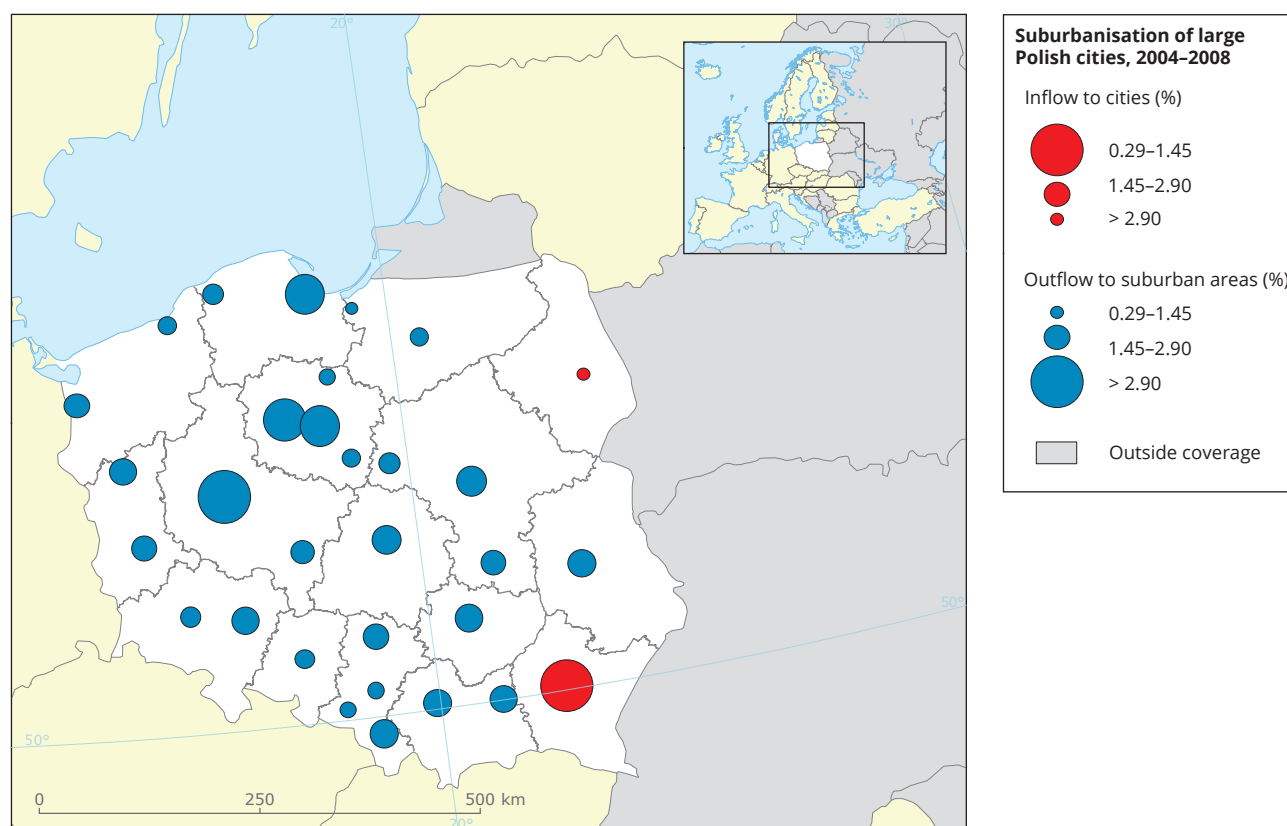 20°
30°
50°
50°
20°
0
250
500 km
Suburbanisation of large
Polish cities, 2004–2008
Inflow to cities (%)
0.29–1.45
1.45–2.90
> 2.90
Outflow to suburban areas (%)
0.29–1.45
1.45–2.90
> 2.90
Outside coverage